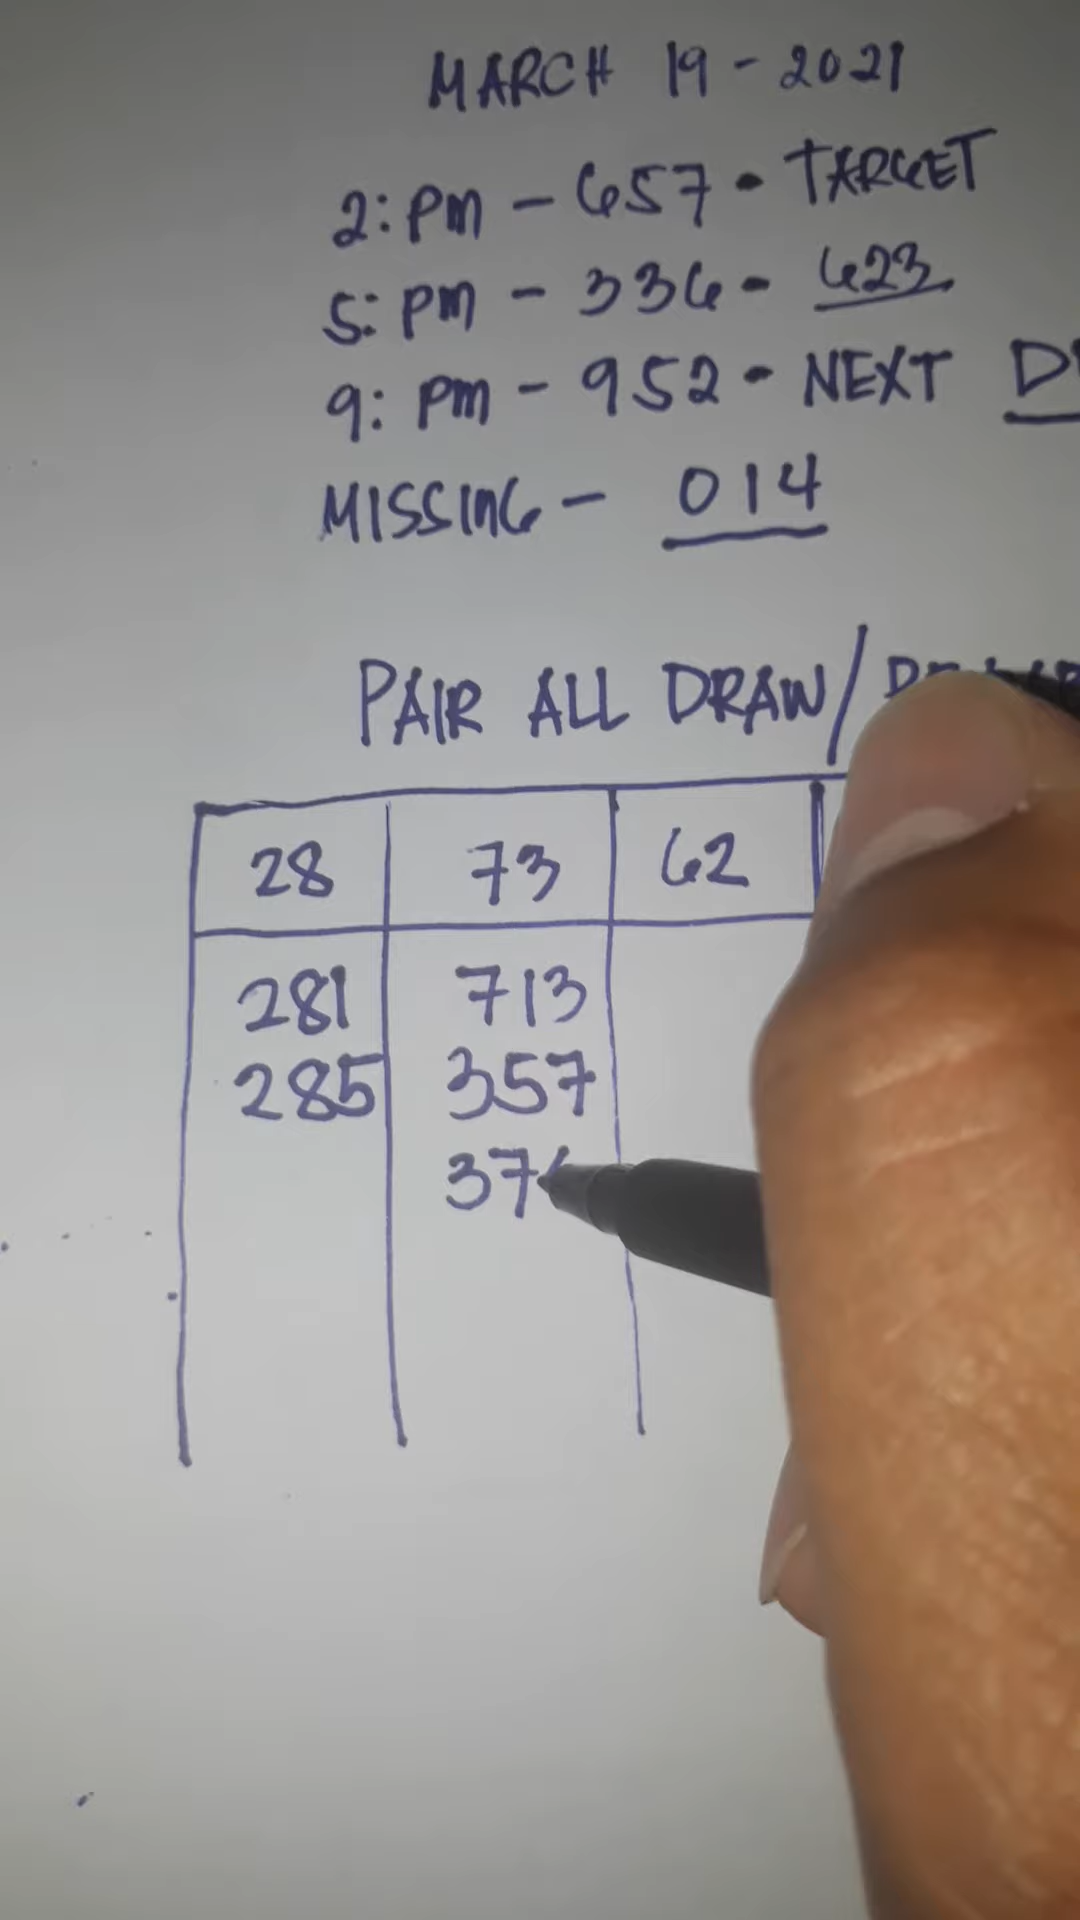 MARCH 19 - 2021
2: PM - 657 • TARGET
5: PM - 336 - 623
9: PM - 952 - NEXT
MISSING - 014
PAIR ALL DRAW/
28 73 62
281 713
285 357
37